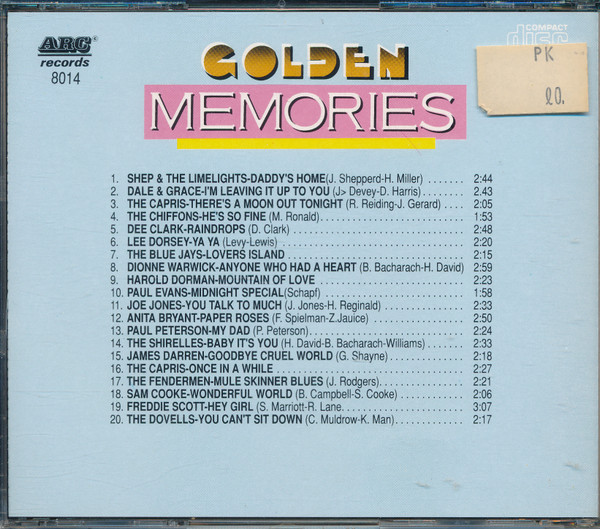 ARC
records
8014
GOLDEN
MEMORIES
COMPACT
disc
PK
20.
1. SHEP & THE LIMELIGHTS-DADDY'S HOME(J. Shepperd-H. Miller) ....... 2:44
2. DALE & GRACE-I'M LEAVING IT UP TO YOU (J> Devey-D. Harris)....... 2.43
3. THE CAPRIS-THERE'S A MOON OUT TONIGHT (R. Reiding-J. Gerard) .... 2:05
4. THE CHIFFONS-HE'S SO FINE (M. Ronald)............................ 1:53
5. DEE CLARK-RAINDROPS (D. Clark) .................................. 2:48
6. LEE DORSEY-YA YA (Levy-Lewis) ................................... 2:20
7. THE BLUE JAYS-LOVERS ISLAND ..................................... 2:15
8. DIONNE WARWICK-ANYONE WHO HAD A HEART (B. Bacharach-H. David) 2:59
9. HAROLD DORMAN-MOUNTAIN OF LOVE .................................. 2:23
10. PAUL EVANS-MIDNIGHT SPECIAL(Schapf) ............................ 1:58
11. JOE JONES-YOU TALK TO MUCH (J. Jones-H. Reginald) .............. 2:33
12. ANITA BRYANT-PAPER ROSES (F. Spielman-Z.Jauice) ................ 2:50
13. PAUL PETERSON-MY DAD (P. Peterson).............................. 2:24
14. THE SHIRELLES-BABY IT'S YOU (H. David-B. Bacharach-Williams) ... 2:33
15. JAMES DARREN-GOODBYE CRUEL WORLD (G. Shayne) ................... 2:18
16. THE CAPRIS-ONCE IN A WHILE ..................................... 2:27
17. THE FENDERMEN-MULE SKINNER BLUES (J. Rodgers)................... 2:21
18. SAM COOKE-WONDERFUL WORLD (B. Campbell-S. Cooke) ............... 2:06
19. FREDDIE SCOTT-HEY GIRL (S. Marriott-R. Lane..................... 3:07
20. THE DOVELLS-YOU CAN'T SIT DOWN (C. Muldrow-K. Man).............. 2:17